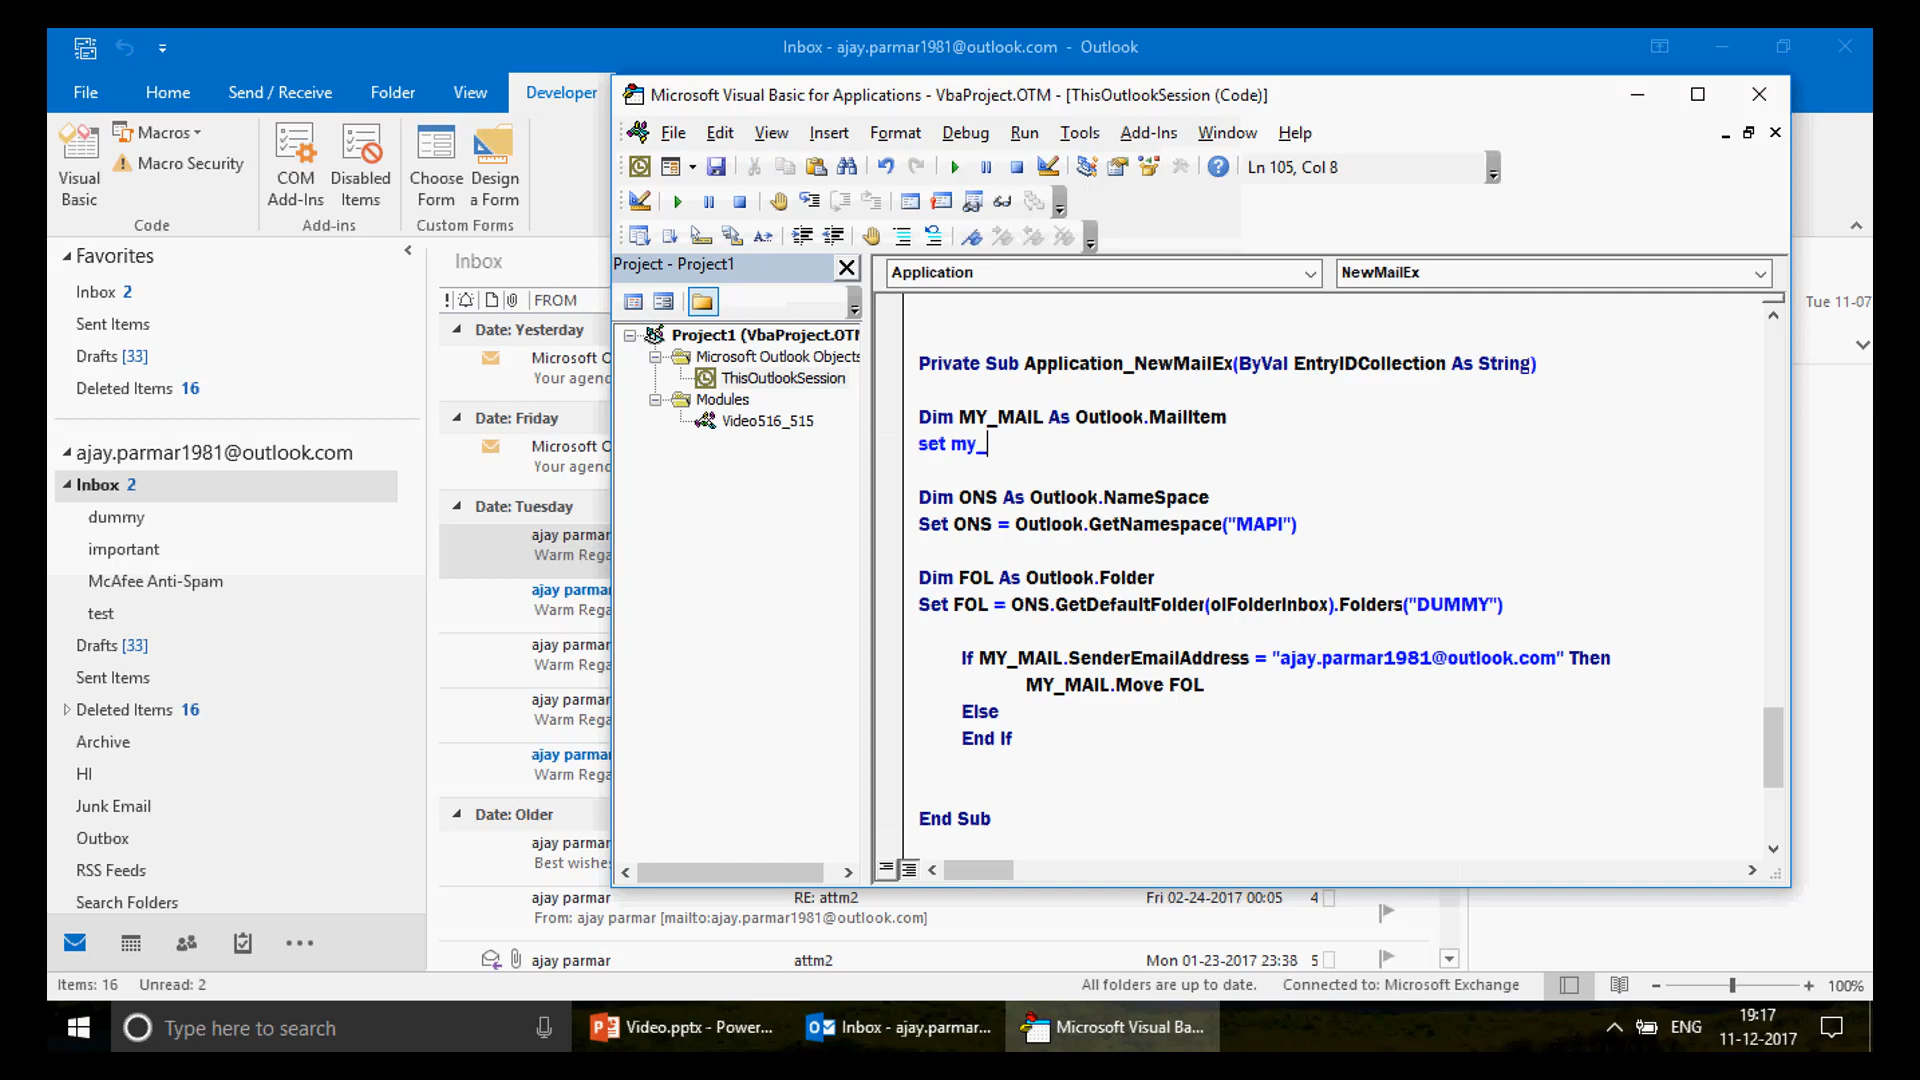 Inbox - ajay.parmar1981@outlook.com - Outlook
File Home Send / Receive Folder View Developer
Visual Basic
Macros
Macro Security
COM Add-Ins
Disabled Items
Choose Form
Design a Form
Code Add-ins Custom Forms
Favorites
Inbox 2
Sent Items
Drafts [33]
Deleted Items 16
ajay.parmar1981@outlook.com
Inbox 2
dummy
important
McAfee Anti-Spam
test
Drafts [33]
Sent Items
Deleted Items 16
Archive
HI
Junk Email
Outbox
RSS Feeds
Search Folders
Inbox
! FROM
Date: Yesterday
Microsoft O
Your agenc
Date: Friday
Microsoft O
Your agenc
Date: Tuesday
ajay parmar
Warm Rega
ajay parma
Warm Rega
ajay parmar
Warm Rega
ajay parmar
Warm Rega
ajay parma
Warm Rega
Date: Older
ajay parmar
Best wishes
ajay parmar RE: attm2 Fri 02-24-2017 00:05 4
From: ajay parmar [mailto:ajay.parmar1981@outlook.com]
ajay parmar attm2 Mon 01-23-2017 23:38 5
Tue 11-07
Microsoft Visual Basic for Applications - VbaProject.OTM - [ThisOutlookSession (Code)]
File Edit View Insert Format Debug Run Tools Add-Ins Window Help
Ln 105, Col 8
Project - Project1
Project1 (VbaProject.OTM
Microsoft Outlook Objects
ThisOutlookSession
Modules
Video516_515
Application NewMailEx
Private Sub Application_NewMailEx(ByVal EntryIDCollection As String)
Dim MY_MAIL As Outlook.MailItem
set my_
Dim ONS As Outlook.NameSpace
Set ONS = Outlook.GetNamespace("MAPI")
Dim FOL As Outlook.Folder
Set FOL = ONS.GetDefaultFolder(olFolderInbox).Folders("DUMMY")
If MY_MAIL.SenderEmailAddress = "ajay.parmar1981@outlook.com" Then
MY_MAIL.Move FOL
Else
End If
End Sub
Items: 16 Unread: 2 All folders are up to date. Connected to: Microsoft Exchange 100%
Type here to search
Video.pptx - Power...
Inbox - ajay.parmar...
Microsoft Visual Ba...
ENG
19:17
11-12-2017